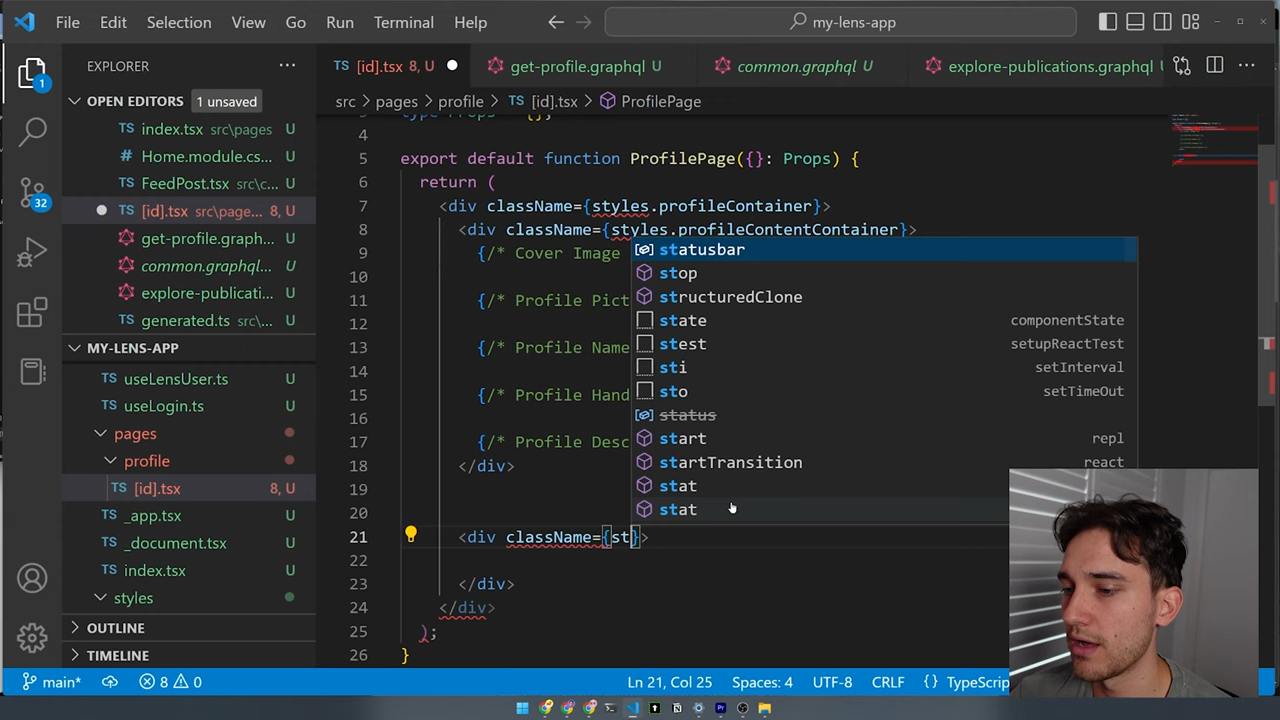 File Edit Selection View Go Run Terminal Help my-lens-app
EXPLORER
OPEN EDITORS 1 unsaved
TS index.tsx src\pages U
# Home.module.cs... U
TS FeedPost.tsx src\c... U
TS [id].tsx src\page... 8, U
get-profile.graph... U
common.graphql... U
explore-publicati... U
TS generated.ts src\... U
MY-LENS-APP
TS useLensUser.ts U
TS useLogin.ts U
pages
profile
TS [id].tsx 8, U
TS _app.tsx U
TS _document.tsx U
TS index.tsx U
styles
OUTLINE
TIMELINE
1
32
TS [id].tsx 8, U get-profile.graphql U common.graphql U explore-publications.graphql U
src > pages > profile > TS [id].tsx > ProfilePage
4
5 export default function ProfilePage({}: Props) {
6 return (
7 <div className={styles.profileContainer}>
8 <div className={styles.profileContentContainer}>
9 {/* Cover Image
10
11 {/* Profile Pict
12
13 {/* Profile Name
14
15 {/* Profile Hand
16
17 {/* Profile Desc
18 </div>
19
20
21 <div className={st}>
22
23 </div>
24 </div>
25 );
26 }
statusbar
stop
structuredClone
state componentState
stest setupReactTest
sti setInterval
sto setTimeOut
status
start repl
startTransition react
stat
stat
main* 8 0 Ln 21, Col 25 Spaces: 4 UTF-8 CRLF {} TypeScrip